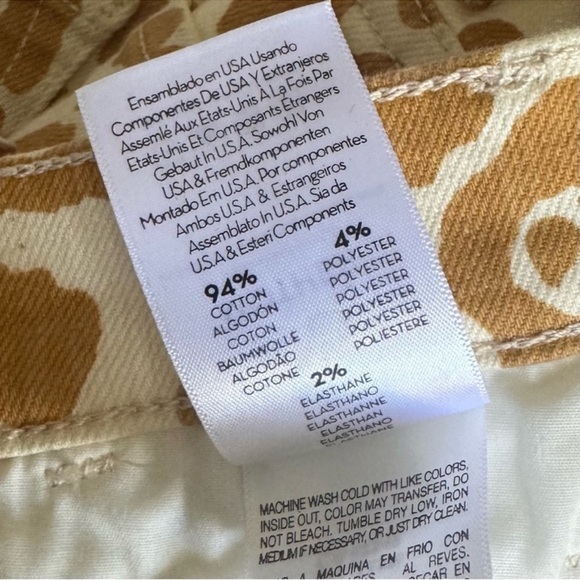 Ensamblado en USA Usando
Componentes De USA Y Extranjeros
Assemlé Aux Etats-Unis À La Fois Par
Etats-Unis Et Composants Etrangers
Gebaut In U.S.A. Sowohl Von
USA & Fremdkomponenten
Montado Em U.S.A. Por componentes
Ambos U.S.A & Estrangeiros
Assemblato In U.S.A. Sia da
U.S.A & Esteri Components
94%
COTTON
ALGODÓN
COTON
BAUMWOLLE
ALGODÃO
COTONE
4%
POLYESTER
POLYESTER
POLYESTER
POLYESTER
POLYESTER
POLIESTERE
2%
ELASTHANE
ELASTHANO
ELASTHANNE
ELASTHAN
ELASTANO
MACHINE WASH COLD WITH LIKE COLORS,
INSIDE OUT, COLOR MAY TRANSFER, DO
NOT BLEACH. TUMBLE DRY LOW, IRON
MEDIUM IF NECESSARY, OR JUST DRY CLEAN.
A MAQUINA EN FRIO CON
AL REVES.